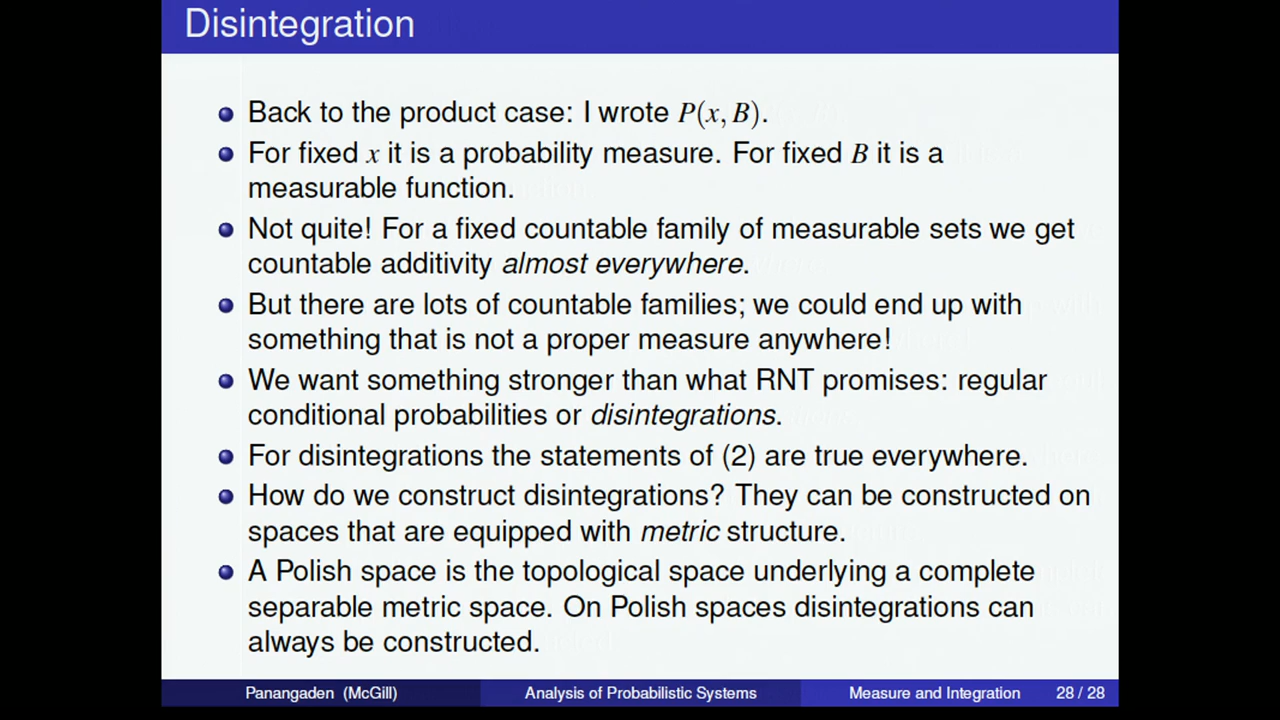 Disintegration
Back to the product case: I wrote P(x, B).
For fixed x it is a probability measure. For fixed B it is a
measurable function.
Not quite! For a fixed countable family of measurable sets we get
countable additivity almost everywhere.
But there are lots of countable families; we could end up with
something that is not a proper measure anywhere!
We want something stronger than what RNT promises: regular
conditional probabilities or disintegrations.
For disintegrations the statements of (2) are true everywhere.
How do we construct disintegrations? They can be constructed on
spaces that are equipped with metric structure.
A Polish space is the topological space underlying a complete
separable metric space. On Polish spaces disintegrations can
always be constructed.
Panangaden (McGill) Analysis of Probabilistic Systems Measure and Integration 28 / 28